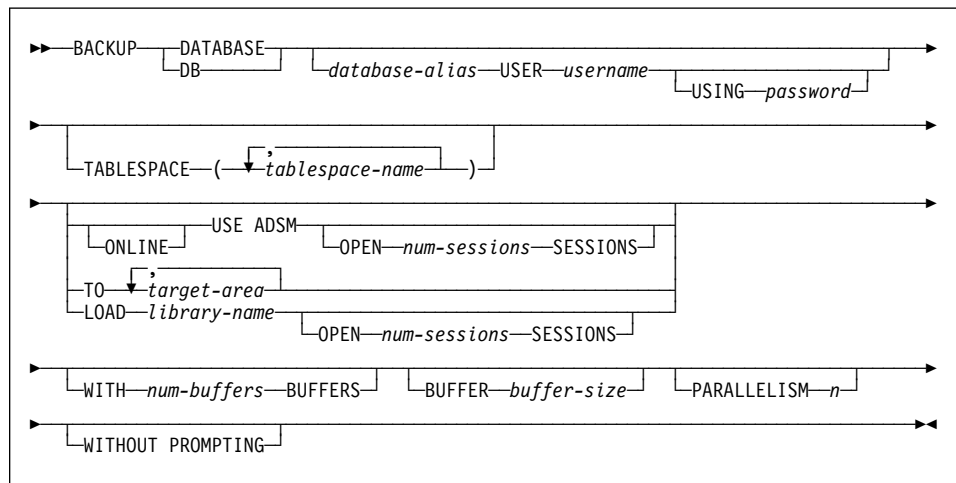 BACKUP DATABASE
DB database-alias USER username
USING password
,
TABLESPACE ( tablespace-name )
USE ADSM
ONLINE OPEN num-sessions SESSIONS
,
TO target-area
LOAD library-name
OPEN num-sessions SESSIONS
WITH num-buffers BUFFERS BUFFER buffer-size PARALLELISM n
WITHOUT PROMPTING